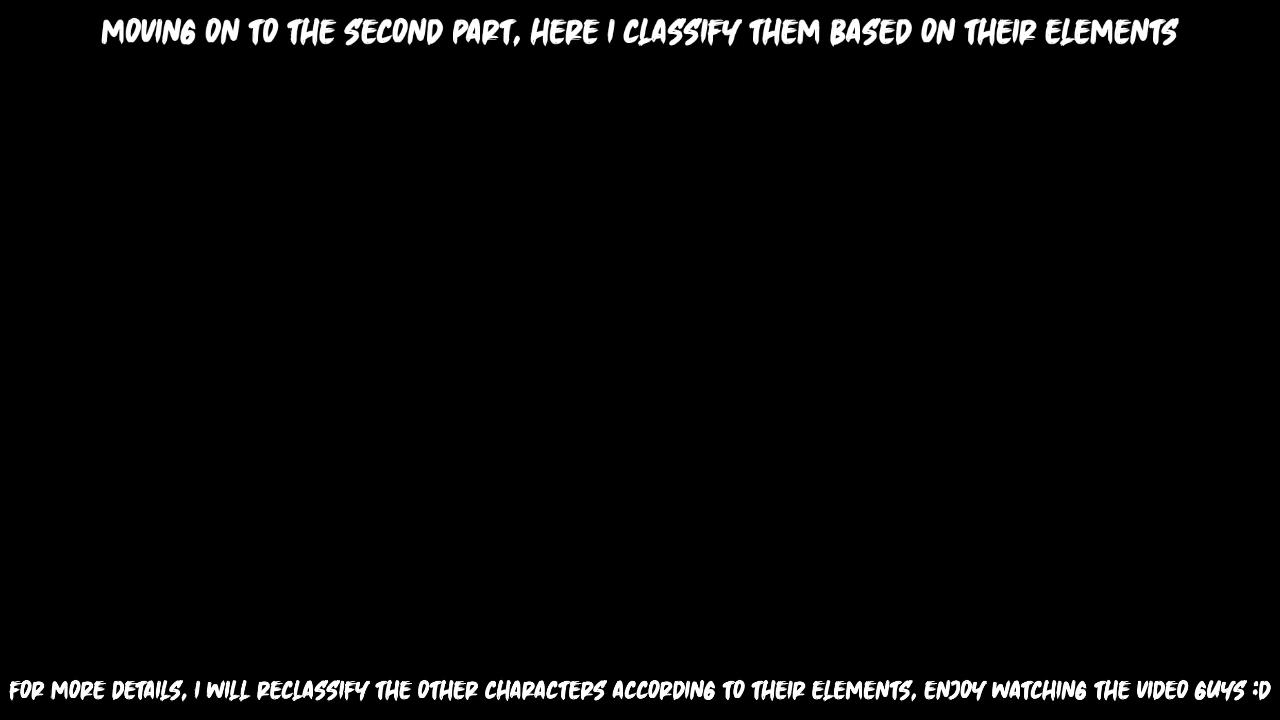 MOVING ON TO THE SECOND PART, HERE I CLASSIFY THEM BASED ON THEIR ELEMENTS
FOR MORE DETAILS, I WILL RECLASSIFY THE OTHER CHARACTERS ACCORDING TO THEIR ELEMENTS, ENJOY WATCHING THE VIDEO GUYS :D